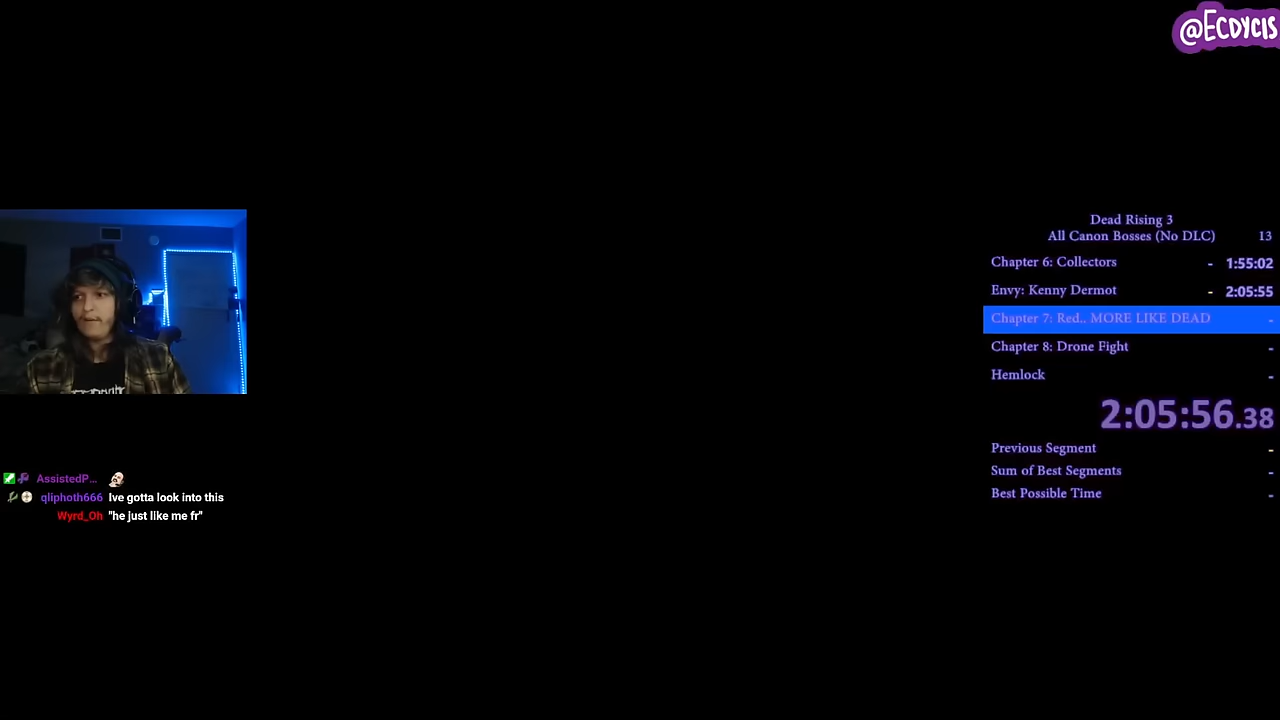 @ECDYCIS
Dead Rising 3
All Canon Bosses (No DLC) 13
Chapter 6: Collectors - 1:55:02
Envy: Kenny Dermot - 2:05:55
Chapter 7: Red.. MORE LIKE DEAD -
Chapter 8: Drone Fight -
Hemlock -
2:05:56.38
Previous Segment -
Sum of Best Segments -
Best Possible Time -
AssistedP...
qliphoth666 Ive gotta look into this
Wyrd_Oh "he just like me fr"